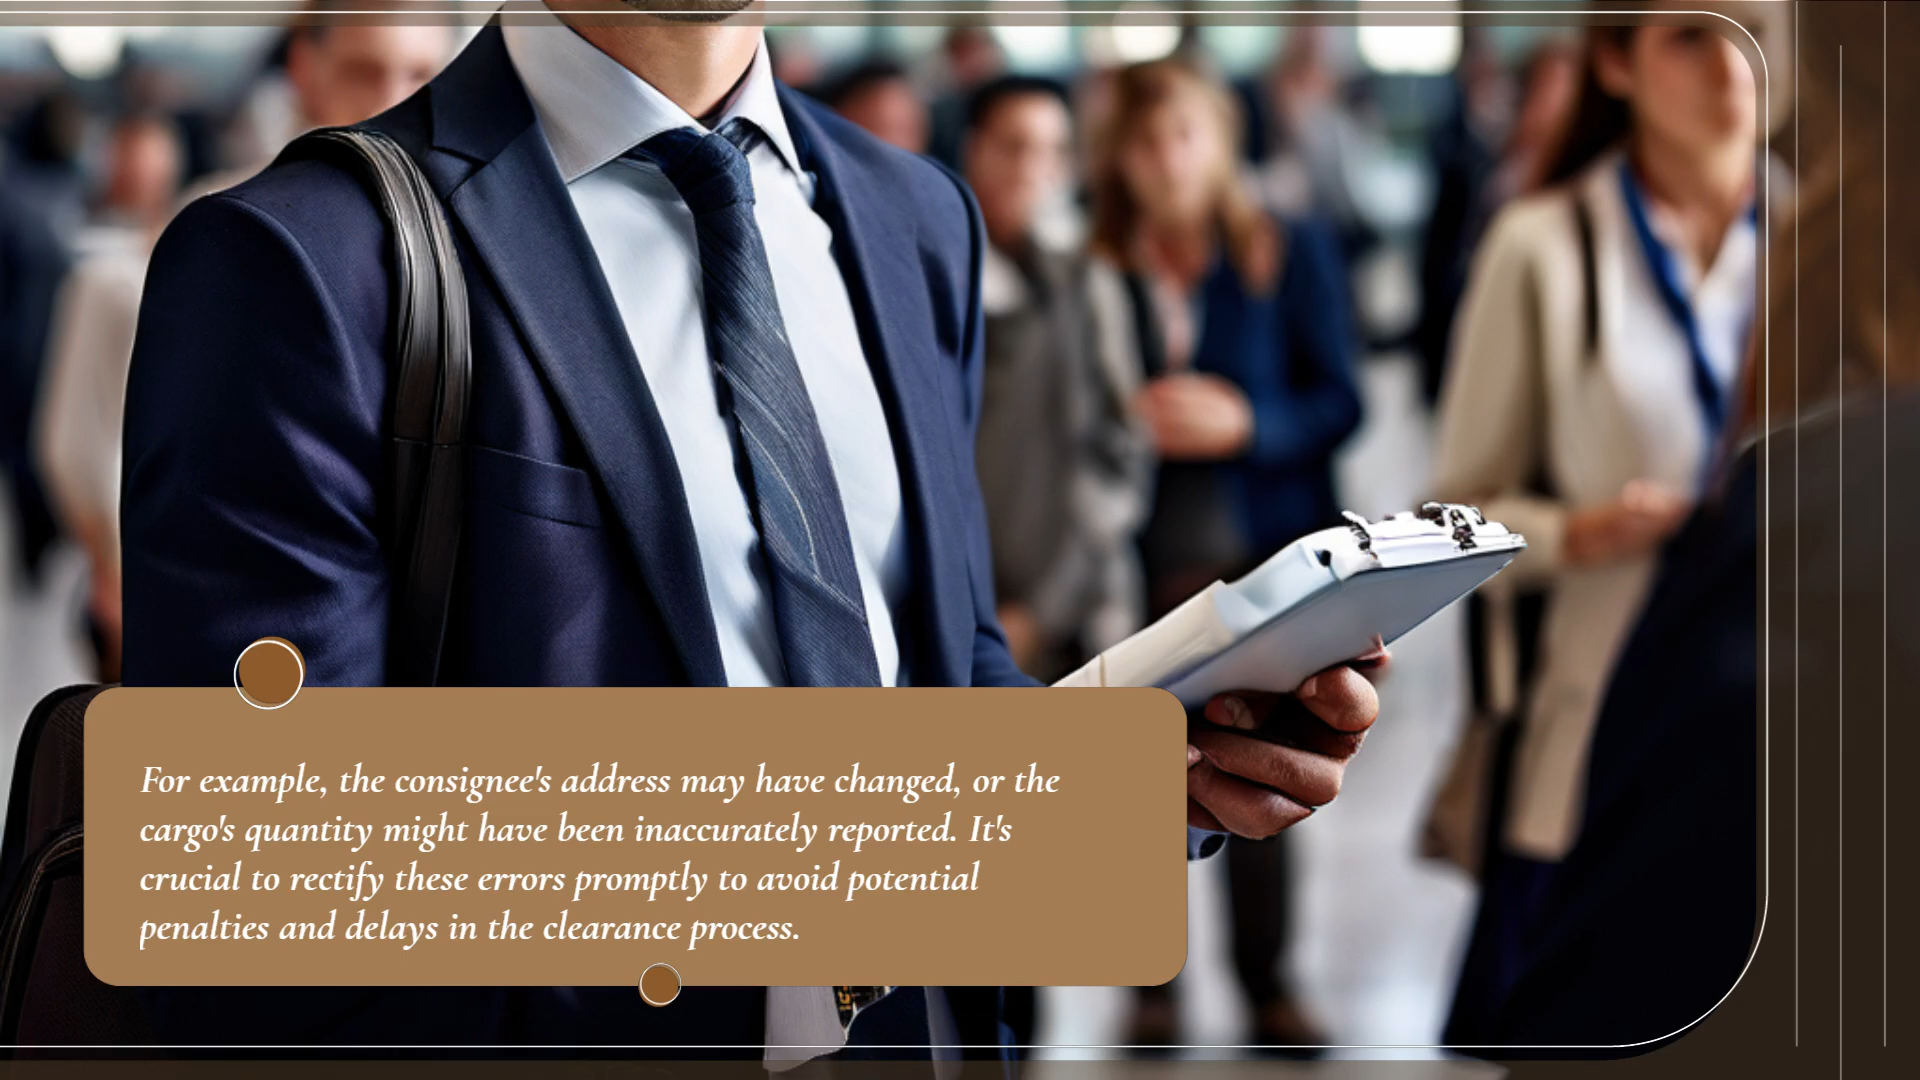 For example, the consignee's address may have changed, or the
cargo's quantity might have been inaccurately reported. It's
crucial to rectify these errors promptly to avoid potential
penalties and delays in the clearance process.